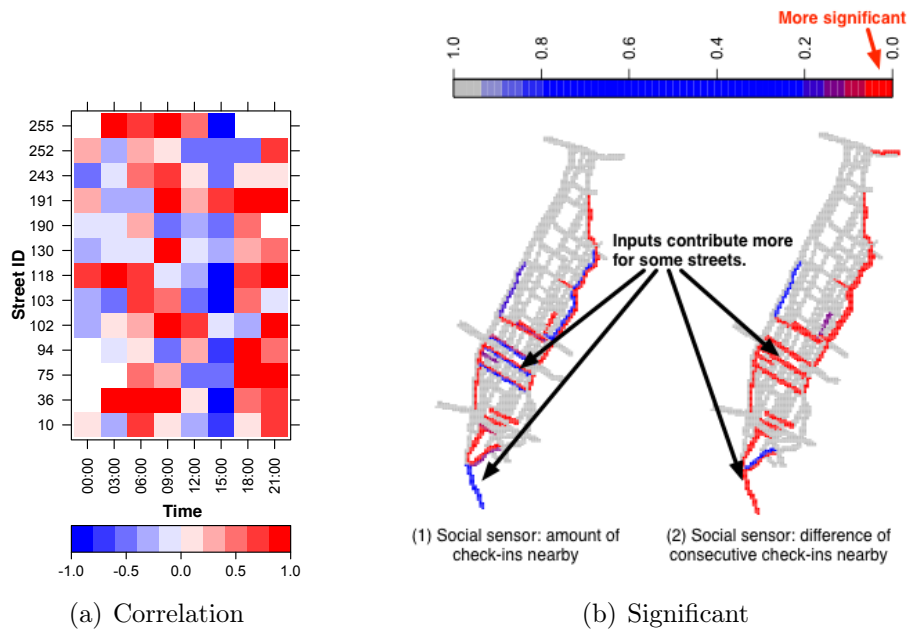 More significant
1.0
0.8
0.6
0.4
0.2
0.0
Street ID
255
252
243
191
190
130
118
103
102
94
75
36
10
00:00
03:00
06:00
09:00
12:00
15:00
18:00
21:00
Time
-1.0
-0.5
0.0
0.5
1.0
Inputs contribute more
for some streets.
(1) Social sensor: amount of
check-ins nearby
(2) Social sensor: difference of
consecutive check-ins nearby
(a) Correlation
(b) Significant